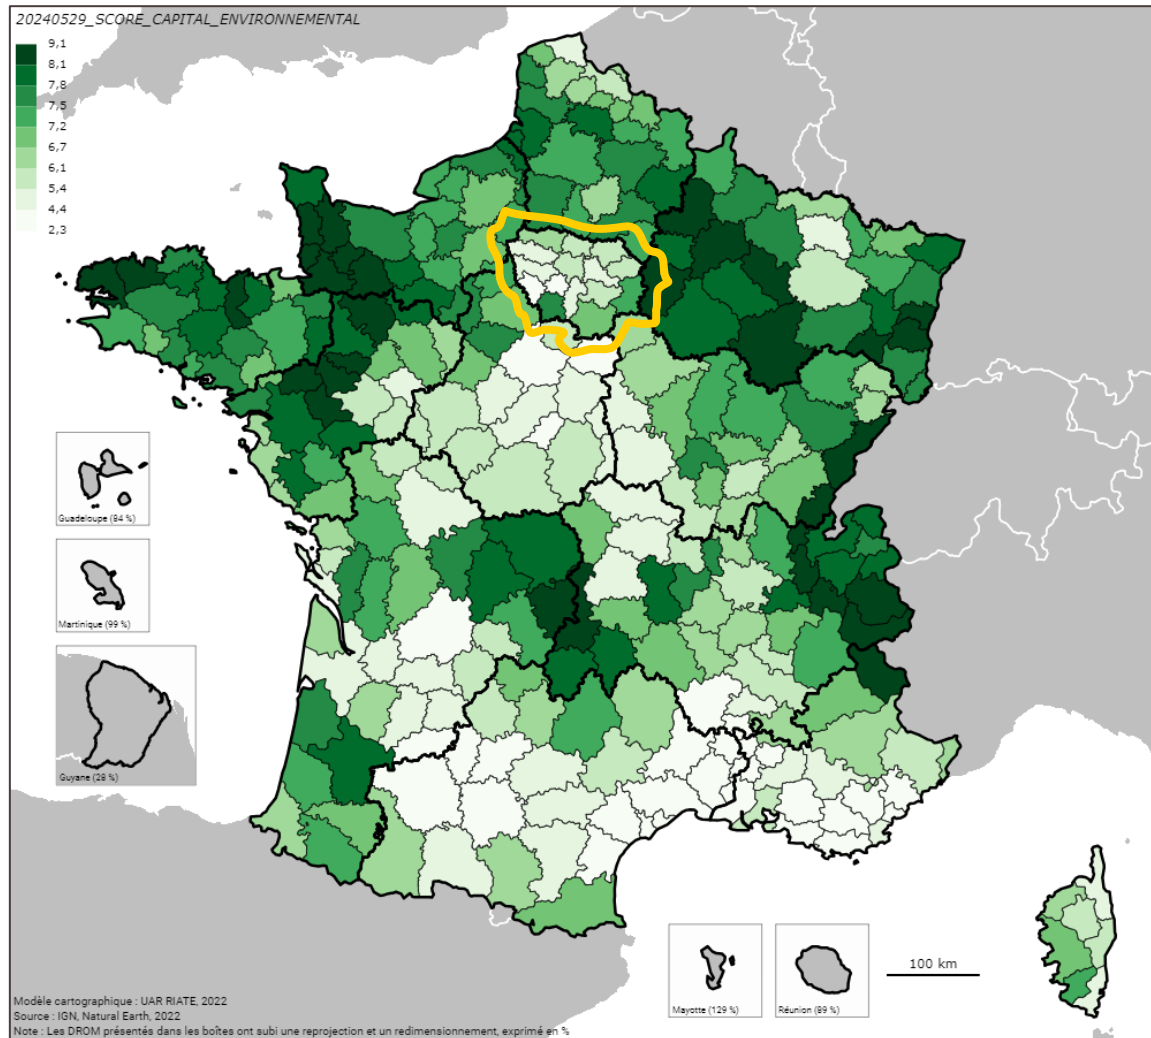 20240529_SCORE_CAPITAL_ENVIRONNEMENTAL
9,1
8,1
7,8
7,5
7,2
6,7
6,1
5,4
4,4
2,3
Guadeloupe (84 %)
Martinique (99 %)
Guyane (28 %)
Mayotte (129 %)
Réunion (89 %)
100 km
Modèle cartographique : UAR RIATE, 2022
Source : IGN, Natural Earth, 2022
Note : Les DROM présentés dans les boîtes ont subi une reprojection et un redimensionnement, exprimé en %